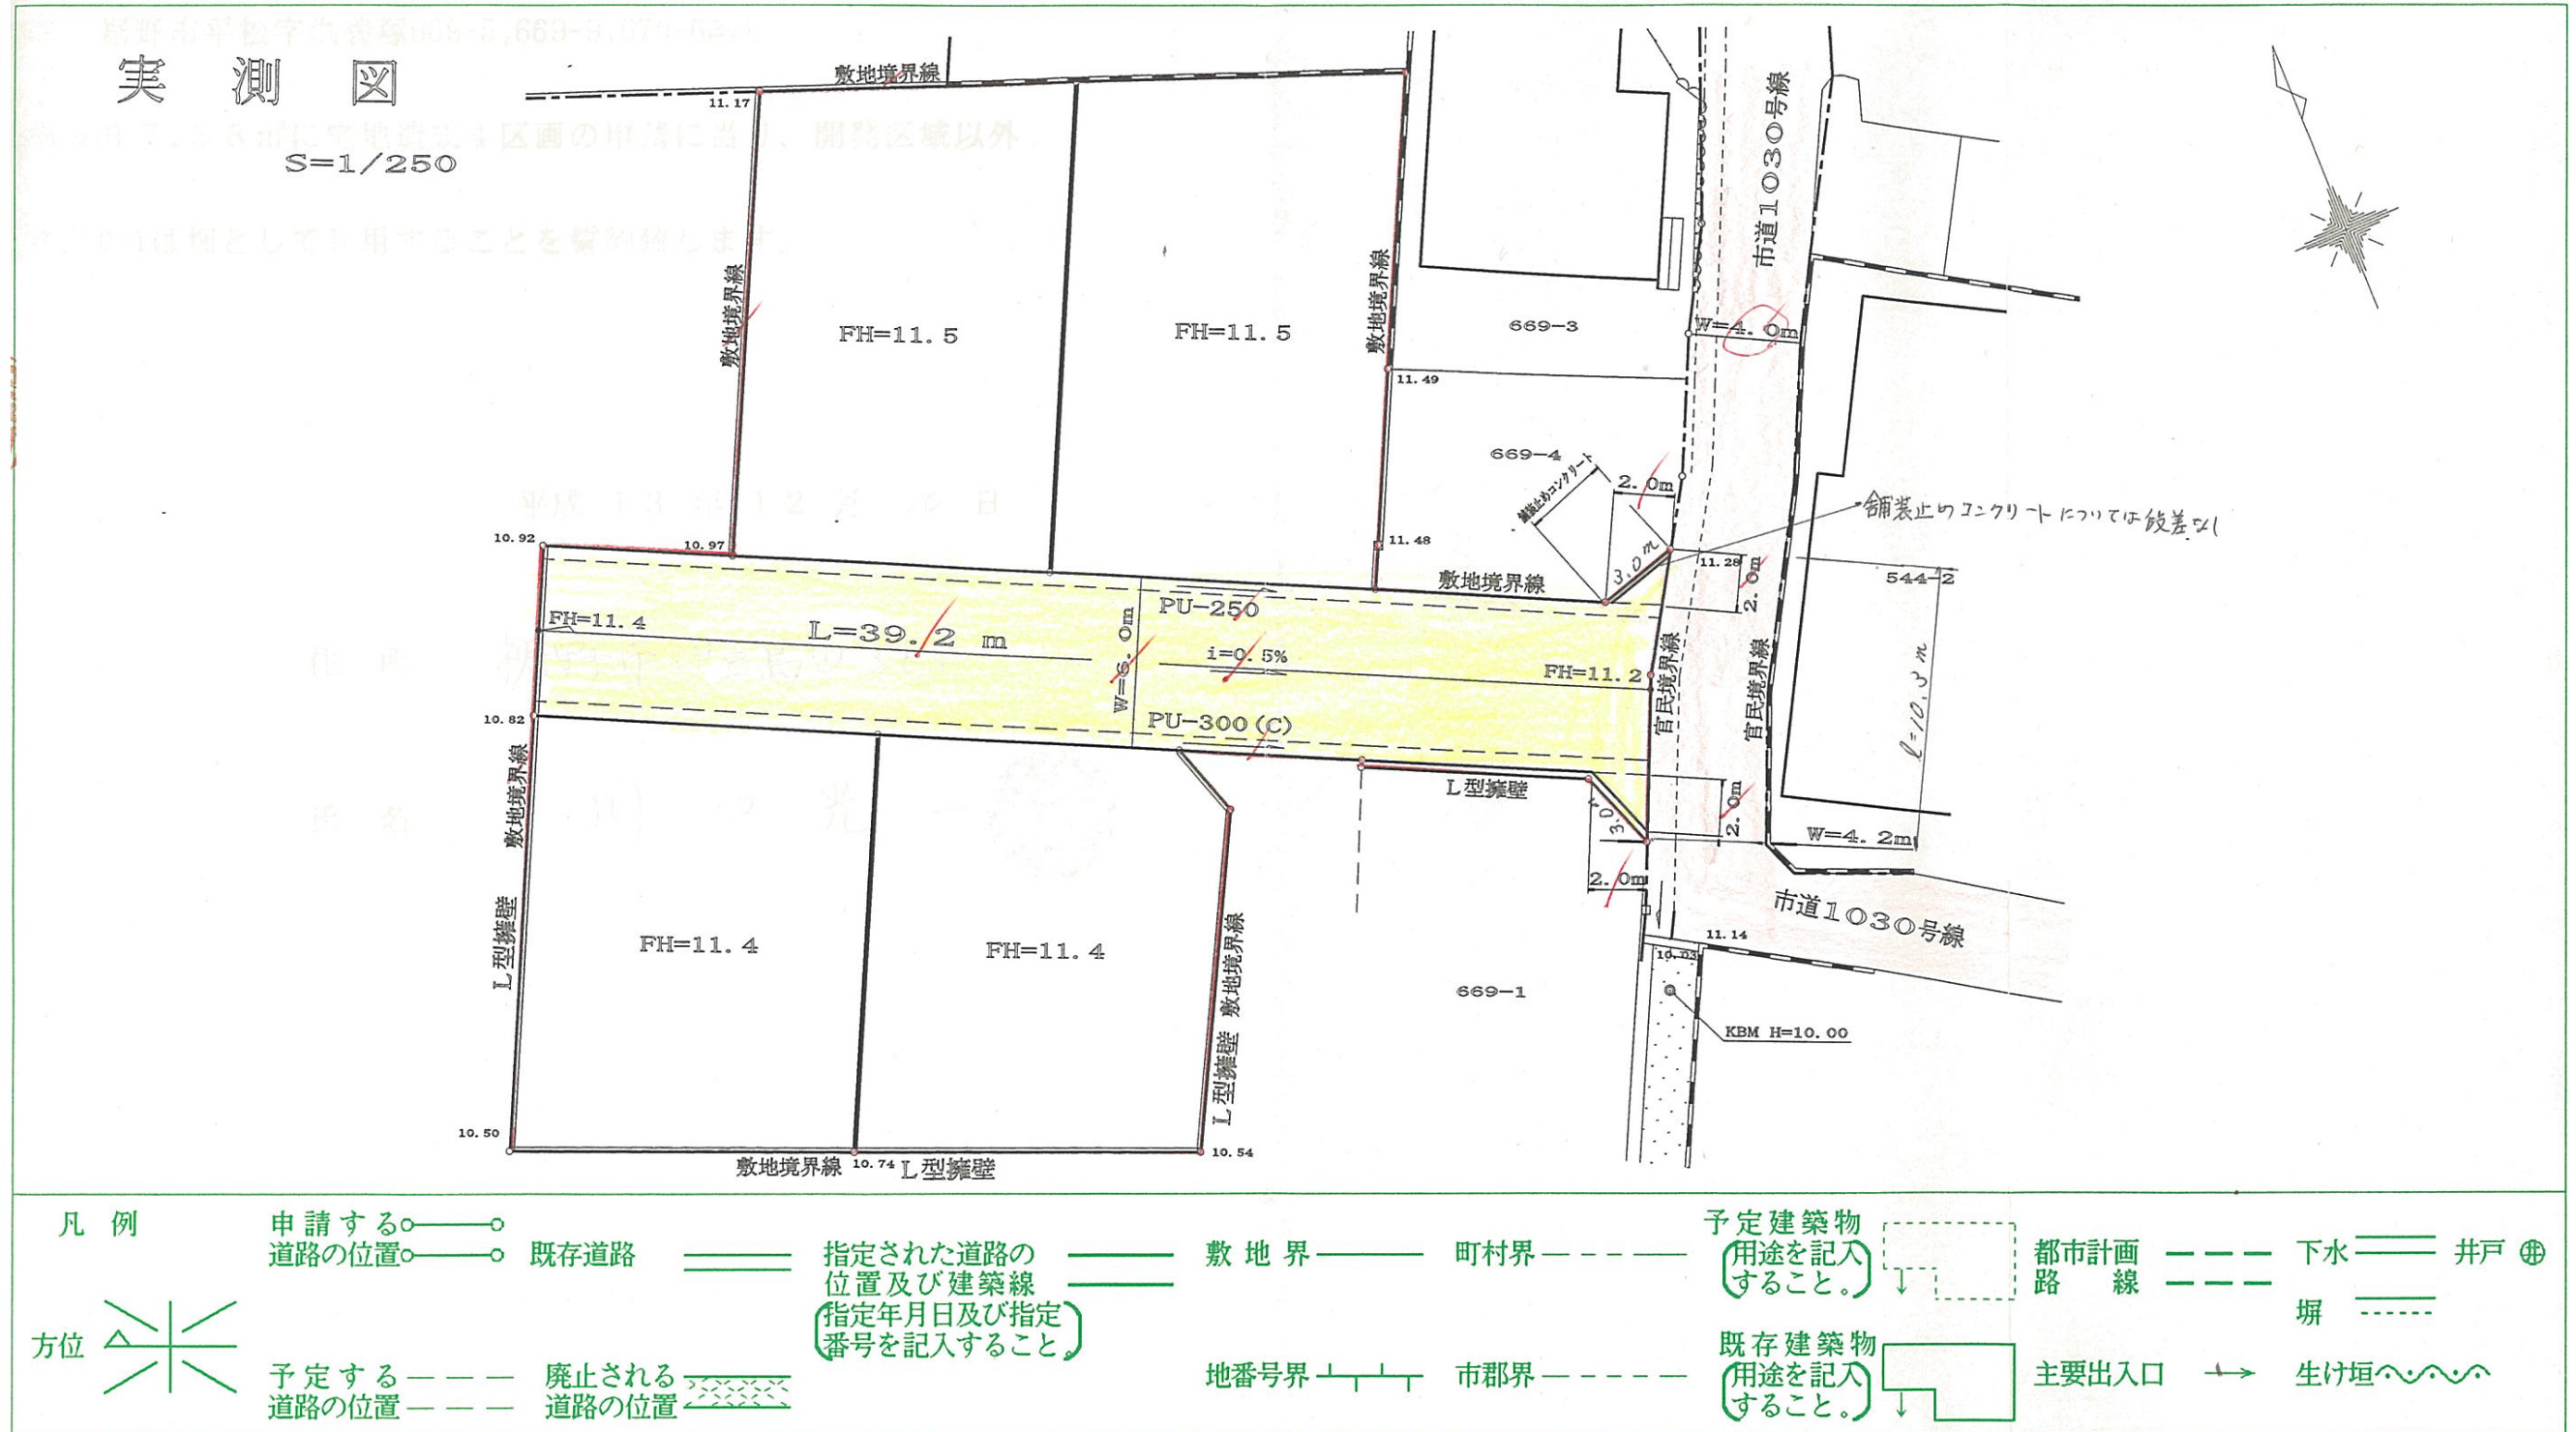 実測図
S=1/250
敷地境界線
11.17
敷地境界線
FH=11.5
FH=11.5
敷地境界線
11.49
669-3
市道1030号線
W=4.0m
669-4
舗装止めコンクリート
2.0m
3.0m
11.28
2.0m
舗装止めコンクリートについては段差なし
544-2
l=10.3m
10.92
10.97
11.48
敷地境界線
FH=11.4
L=39.2 m
W=6.0m
PU-250
i=0.5%
FH=11.2
PU-300(C)
官民境界線
官民境界線
10.82
敷地境界線
L型擁壁
L型擁壁
3.0
2.0m
2.0m
W=4.2m
市道1030号線
11.14
10.03
FH=11.4
FH=11.4
敷地境界線
L型擁壁
669-1
KBM H=10.00
10.50
敷地境界線
10.74
L型擁壁
10.54
凡例
申請する
道路の位置
既存道路
指定された道路の
位置及び建築線
(指定年月日及び指定
番号を記入すること。)
敷地界
町村界
予定建築物
(用途を記入
すること。)
都市計画
路線
下水
井戸
井
塀
方位
予定する
道路の位置
廃止される
道路の位置
地番号界
市郡界
既存建築物
(用途を記入
すること。)
主要出入口
生け垣